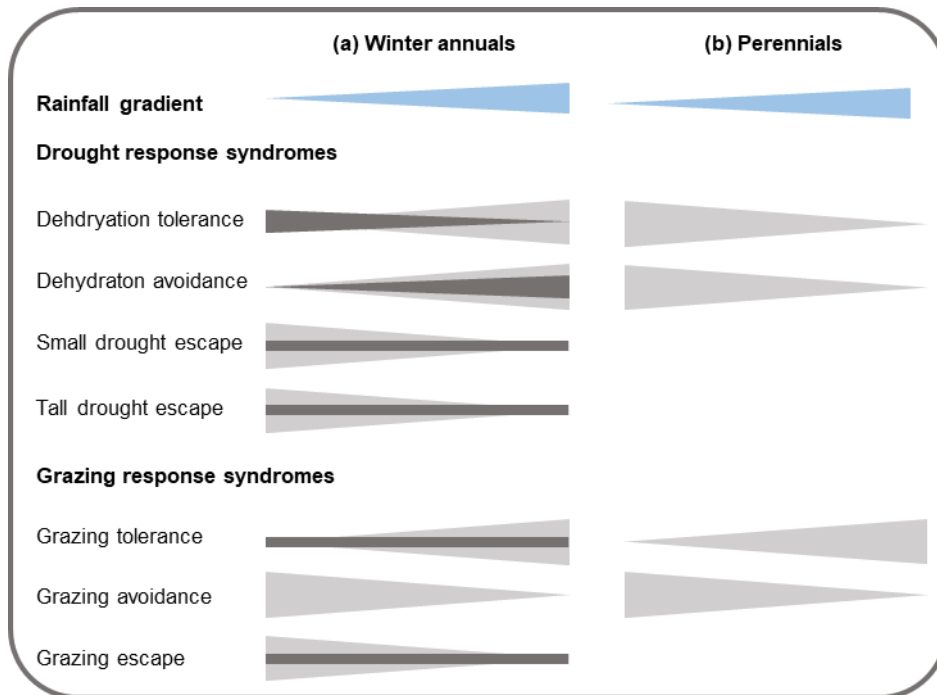 (a) Winter annuals (b) Perennials
Rainfall gradient
Drought response syndromes
Dehdryation tolerance
Dehydraton avoidance
Small drought escape
Tall drought escape
Grazing response syndromes
Grazing tolerance
Grazing avoidance
Grazing escape